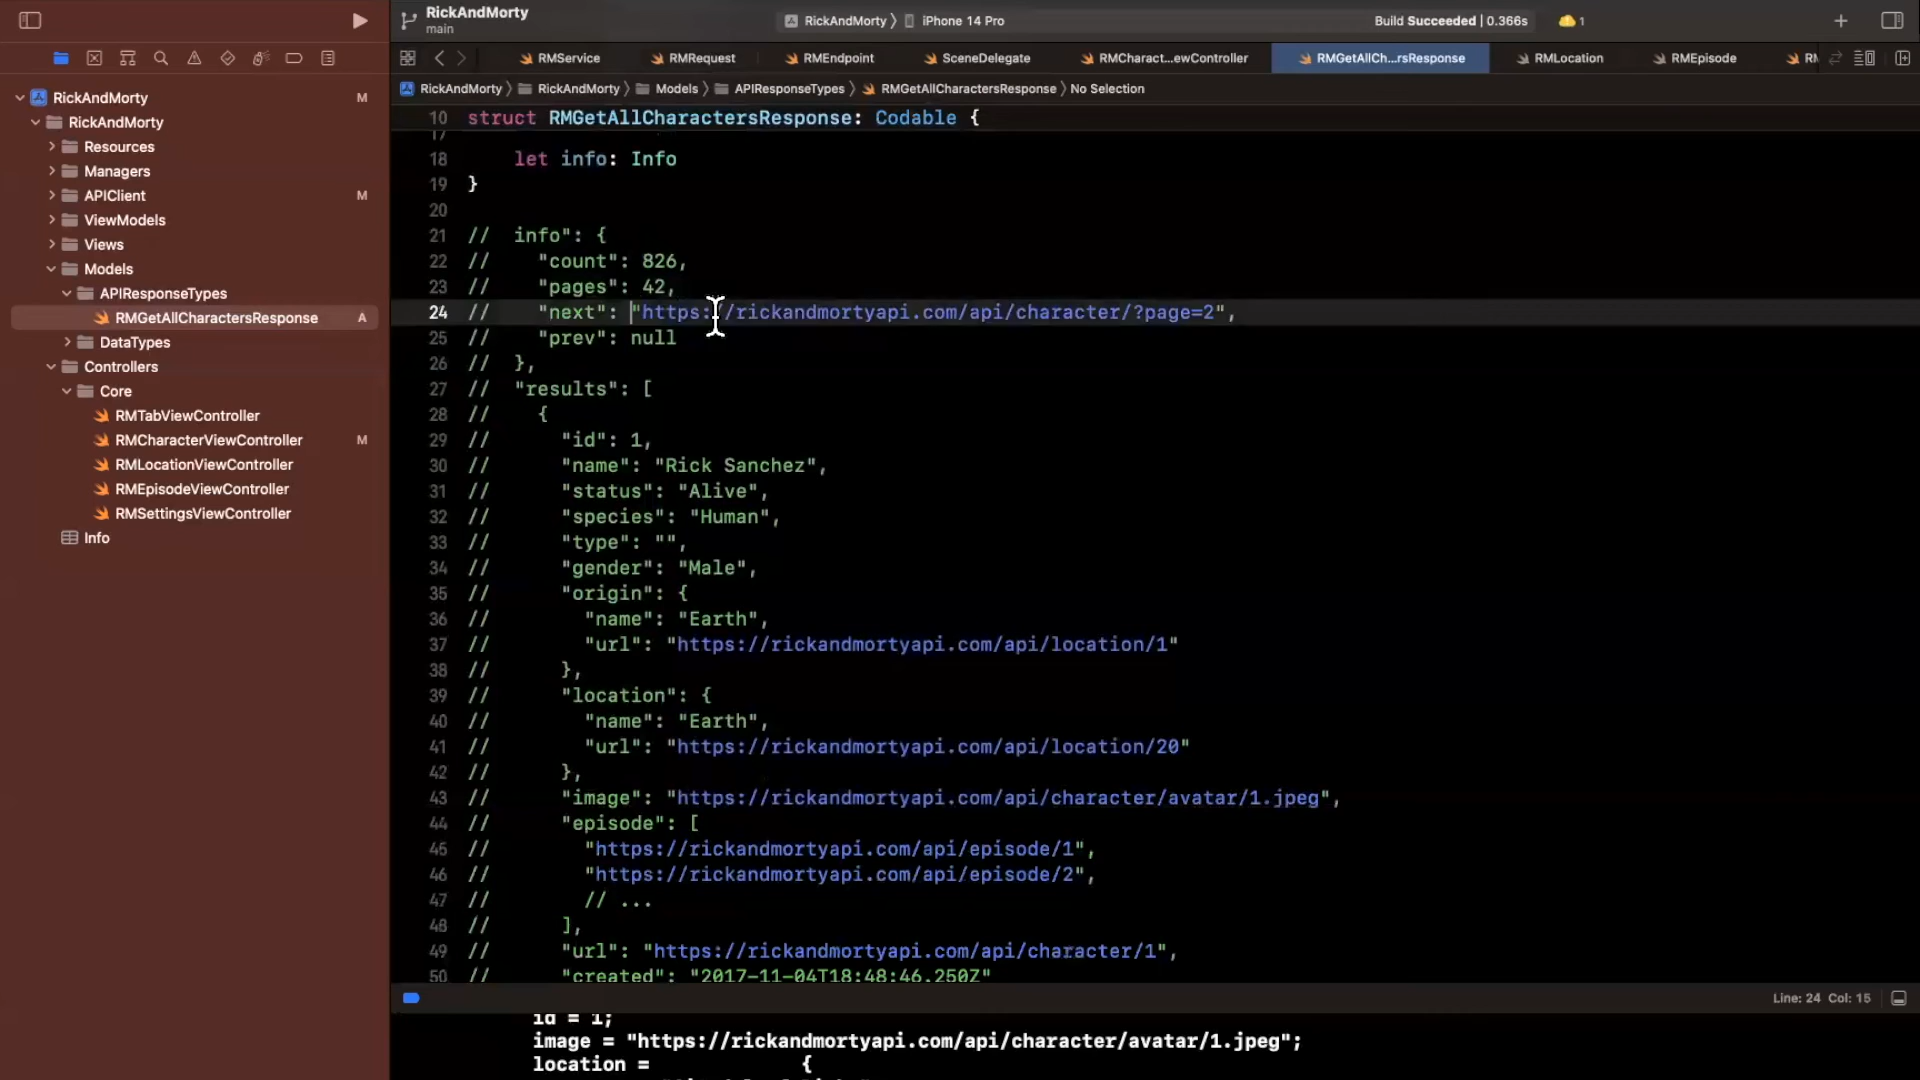 RickAndMorty
main
RickAndMorty
iPhone 14 Pro
Build Succeeded | 0.366s
1
RMService
RMRequest
RMEndpoint
SceneDelegate
RMCharact...ewController
RMGetAllCh...rsResponse
RMLocation
RMEpisode
RickAndMorty
RickAndMorty
Models
APIResponseTypes
RMGetAllCharactersResponse
No Selection
RickAndMorty M
RickAndMorty
Resources
Managers
APIClient M
ViewModels
Views
Models
APIResponseTypes
RMGetAllCharactersResponse A
DataTypes
Controllers
Core
RMTabViewController
RMCharacterViewController M
RMLocationViewController
RMEpisodeViewController
RMSettingsViewController
Info
10 struct RMGetAllCharactersResponse: Codable {
17
18 let info: Info
19 }
20
21 // info": {
22 // "count": 826,
23 // "pages": 42,
24 // "next": "https://rickandmortyapi.com/api/character/?page=2",
25 // "prev": null
26 // },
27 // "results": [
28 // {
29 // "id": 1,
30 // "name": "Rick Sanchez",
31 // "status": "Alive",
32 // "species": "Human",
33 // "type": "",
34 // "gender": "Male",
35 // "origin": {
36 // "name": "Earth",
37 // "url": "https://rickandmortyapi.com/api/location/1"
38 // },
39 // "location": {
40 // "name": "Earth",
41 // "url": "https://rickandmortyapi.com/api/location/20"
42 // },
43 // "image": "https://rickandmortyapi.com/api/character/avatar/1.jpeg",
44 // "episode": [
45 // "https://rickandmortyapi.com/api/episode/1",
46 // "https://rickandmortyapi.com/api/episode/2",
47 // // ...
48 // ],
49 // "url": "https://rickandmortyapi.com/api/character/1",
50 // "created": "2017-11-04T18:48:46.250Z"
Line: 24 Col: 15
id = 1;
image = "https://rickandmortyapi.com/api/character/avatar/1.jpeg";
location = {